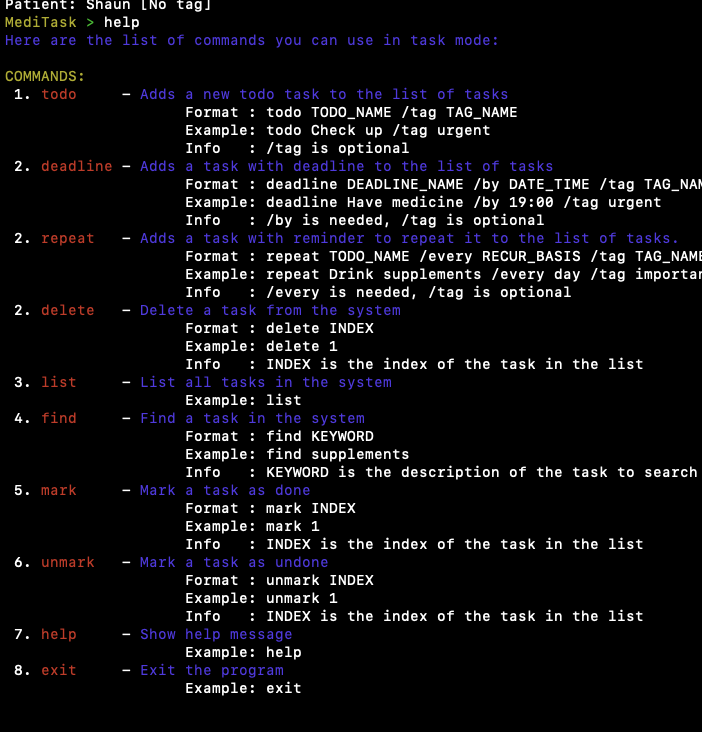 Patient: Shaun [No tag]
MediTask > help
Here are the list of commands you can use in task mode:
COMMANDS:
1. todo – Adds a new todo task to the list of tasks
Format : todo TODO_NAME /tag TAG_NAME
Example: todo Check up /tag urgent
Info : /tag is optional
2. deadline – Adds a task with deadline to the list of tasks
Format : deadline DEADLINE_NAME /by DATE_TIME /tag TAG_NAM
Example: deadline Have medicine /by 19:00 /tag urgent
Info : /by is needed, /tag is optional
2. repeat – Adds a task with reminder to repeat it to the list of tasks.
Format : repeat TODO_NAME /every RECUR_BASIS /tag TAG_NAME
Example: repeat Drink supplements /every day /tag importan
Info : /every is needed, /tag is optional
2. delete – Delete a task from the system
Format : delete INDEX
Example: delete 1
Info : INDEX is the index of the task in the list
3. list – List all tasks in the system
Example: list
4. find – Find a task in the system
Format : find KEYWORD
Example: find supplements
Info : KEYWORD is the description of the task to search
5. mark – Mark a task as done
Format : mark INDEX
Example: mark 1
Info : INDEX is the index of the task in the list
6. unmark – Mark a task as undone
Format : unmark INDEX
Example: unmark 1
Info : INDEX is the index of the task in the list
7. help – Show help message
Example: help
8. exit – Exit the program
Example: exit